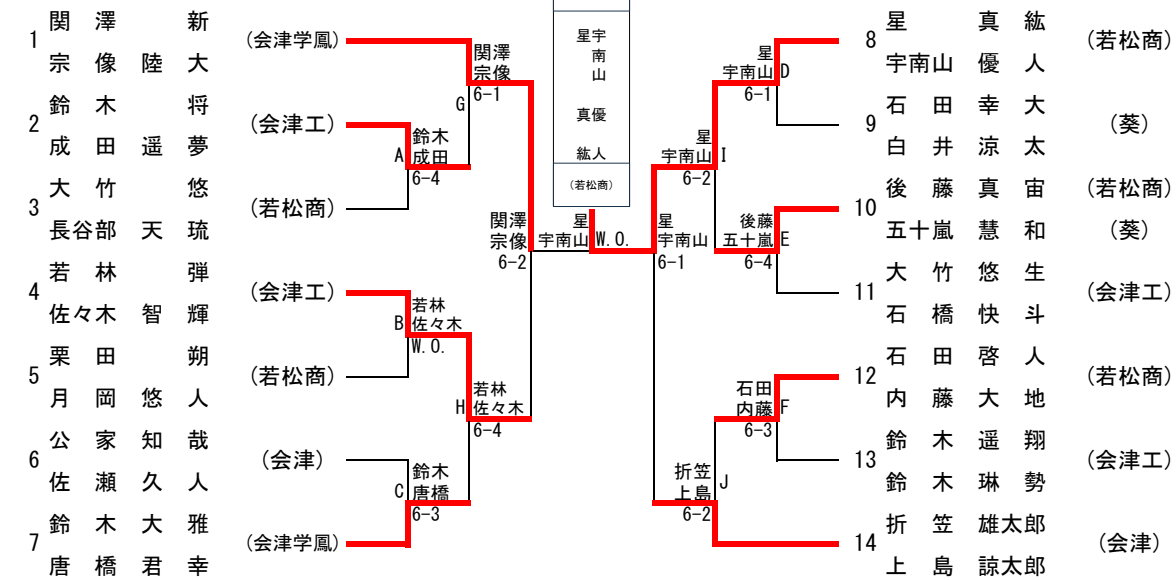 関澤 新
1 (会津学鳳)
宗像陸大
鈴木 将
2 (会津工)
成田遥夢
大竹 悠
3 (若松商)
長谷部天琉
若林 弾
4 (会津工)
佐々木智輝
栗田 朔
5 (若松商)
月岡悠人
公家知哉
6 (会津)
佐瀬久人
鈴木大雅
7 (会津学鳳)
唐橋君幸
A
鈴木
成田
6-4
B
若林
佐々木
W.O.
C
鈴木
唐橋
6-3
G
関澤
宗像
6-1
H
若林
佐々木
6-4
関澤
宗像
6-2
宇南山 優人
星 真紘
(若松商)
星
宇南山
W.O.
星
宇南山
6-1
星
宇南山
I
6-2
折笠
上島
J
6-2
星
宇南山
D
6-1
後藤
五十嵐
E
6-4
石田
内藤
F
6-3
星 真紘
8 (若松商)
宇南山優人
石田幸大
9 (葵)
白井涼太
後藤真宙 (若松商)
10
五十嵐慧和 (葵)
大竹悠生
11 (会津工)
石橋快斗
石田啓人
12 (若松商)
内藤大地
鈴木遥翔
13 (会津工)
鈴木琳勢
折笠雄太郎
14 (会津)
上島諒太郎